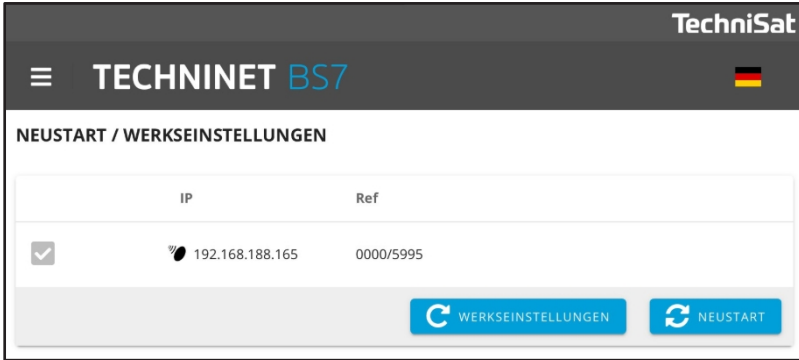 TechniSat
TECHNINET BS7
NEUSTART / WERKSEINSTELLUNGEN
IP Ref
192.168.188.165 0000/5995
WERKSEINSTELLUNGEN NEUSTART